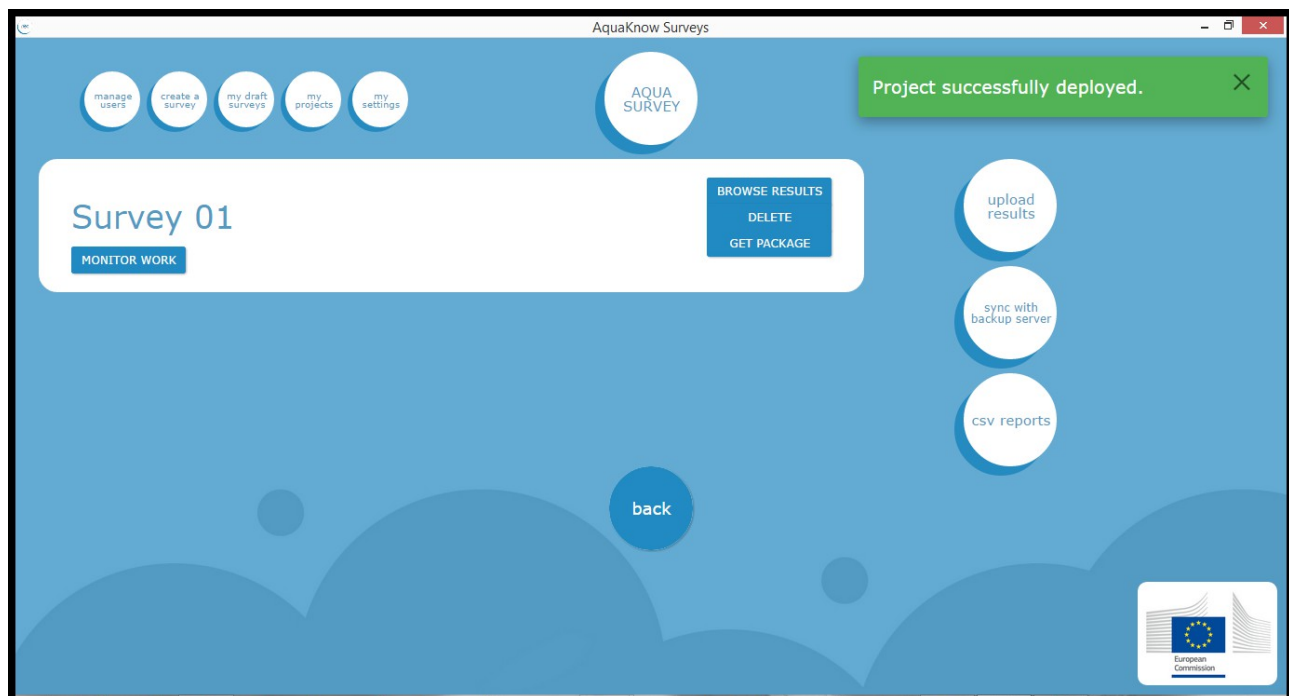 AquaKnow Surveys
manage
users
create a
survey
my draft
surveys
my
projects
my
settings
AQUA
SURVEY
Project successfully deployed.
Survey 01
MONITOR WORK
BROWSE RESULTS
DELETE
GET PACKAGE
upload
results
sync with
backup server
csv reports
back
European
Commission